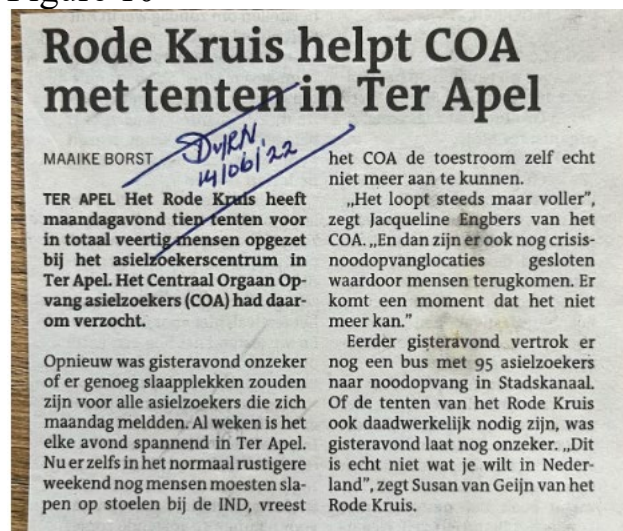 Rode Kruis helpt COA
met tenten in Ter Apel
MAAIKE BORST
DvhN
14/06/'22
TER APEL Het Rode Kruis heeft
maandagavond tien tenten voor
in totaal veertig mensen opgezet
bij het asielzoekerscentrum in
Ter Apel. Het Centraal Orgaan Op-
vang asielzoekers (COA) had daar-
om verzocht.
Opnieuw was gisteravond onzeker
of er genoeg slaapplekken zouden
zijn voor alle asielzoekers die zich
maandag meldden. Al weken is het
elke avond spannend in Ter Apel.
Nu er zelfs in het normaal rustigere
weekend nog mensen moesten sla-
pen op stoelen bij de IND, vreest
het COA de toestroom zelf echt
niet meer aan te kunnen.
„Het loopt steeds maar voller”,
zegt Jacqueline Engbers van het
COA. „En dan zijn er ook nog crisis-
noodopvanglocaties gesloten
waardoor mensen terugkomen. Er
komt een moment dat het niet
meer kan.”
Eerder gisteravond vertrok er
nog een bus met 95 asielzoekers
naar noodopvang in Stadskanaal.
Of de tenten van het Rode Kruis
ook daadwerkelijk nodig zijn, was
gisteravond laat nog onzeker. „Dit
is echt niet wat je wilt in Neder-
land”, zegt Susan van Geijn van het
Rode Kruis.